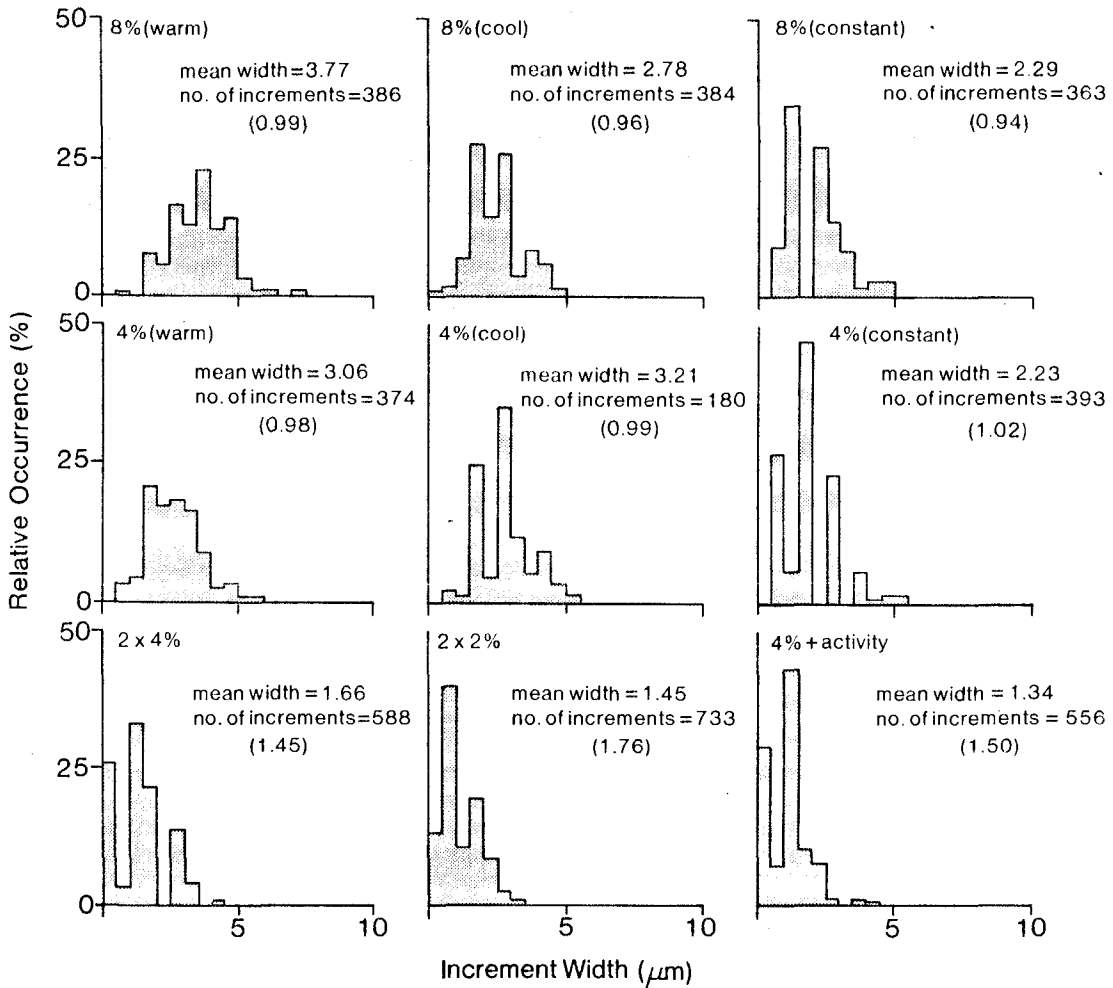 50
8%(warm)
mean width=3.77
no. of increments=386
(0.99)
25
0
8%(cool)
mean width = 2.78
no. of increments=384
(0.96)
8%(constant)
mean width = 2.29
no. of increments=363
(0.94)
Relative Occurrence (%)
50
4%(warm)
mean width = 3.06
no. of increments=374
(0.98)
25
0
4%(cool)
mean width = 3.21
no. of increments=180
(0.99)
4%(constant)
mean width = 2.23
no. of increments=393
(1.02)
50
2 x 4%
mean width = 1.66
no. of increments=588
(1.45)
25
0
5
10
2 x 2%
mean width = 1.45
no. of increments=733
(1.76)
5
10
4% + activity
mean width = 1.34
no. of increments = 556
(1.50)
5
10
Increment Width (μm)